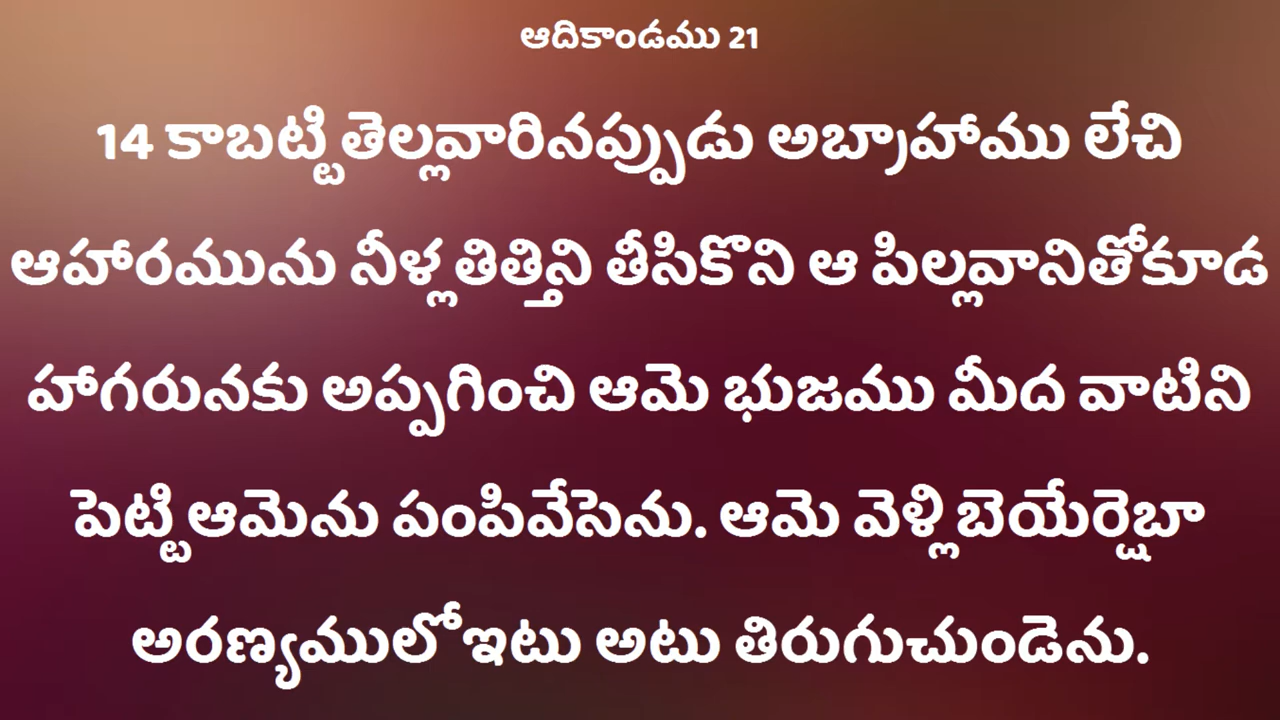 ఆదికాండము 21
14 కాబట్టి తెల్లవారినప్పుడు అబ్రాహాము లేచి
ఆహారమును నీళ్ల తిత్తిని తీసికొని ఆ పిల్లవానితోకూడ
హాగరునకు అప్పగించి ఆమె భుజము మీద వాటిని
పెట్టి ఆమెను పంపివేసెను. ఆమె వెళ్లి బెయేర్షెబా
అరణ్యములో ఇటు అటు తిరుగుచుండెను.